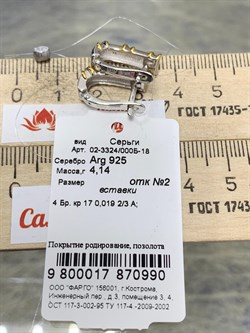 ГОСТ 17435-
вид Серьги
Арт. 02-3324/000Б-18
Серебро Arg 925
Масса,г 4,14
Размер отк №2
вставки
4 Бр. кр 17 0,019 2/3 А;
ГОСТ 17435-
Покрытие родирование, позолота
9 800017 870990
ООО "ФАРГО" 156001, г.Кострома,
Инженерный пер., д 3, помещение 3, 4,
ОСТ 117-3-002-95 ТУ 117-4.-2009-2002